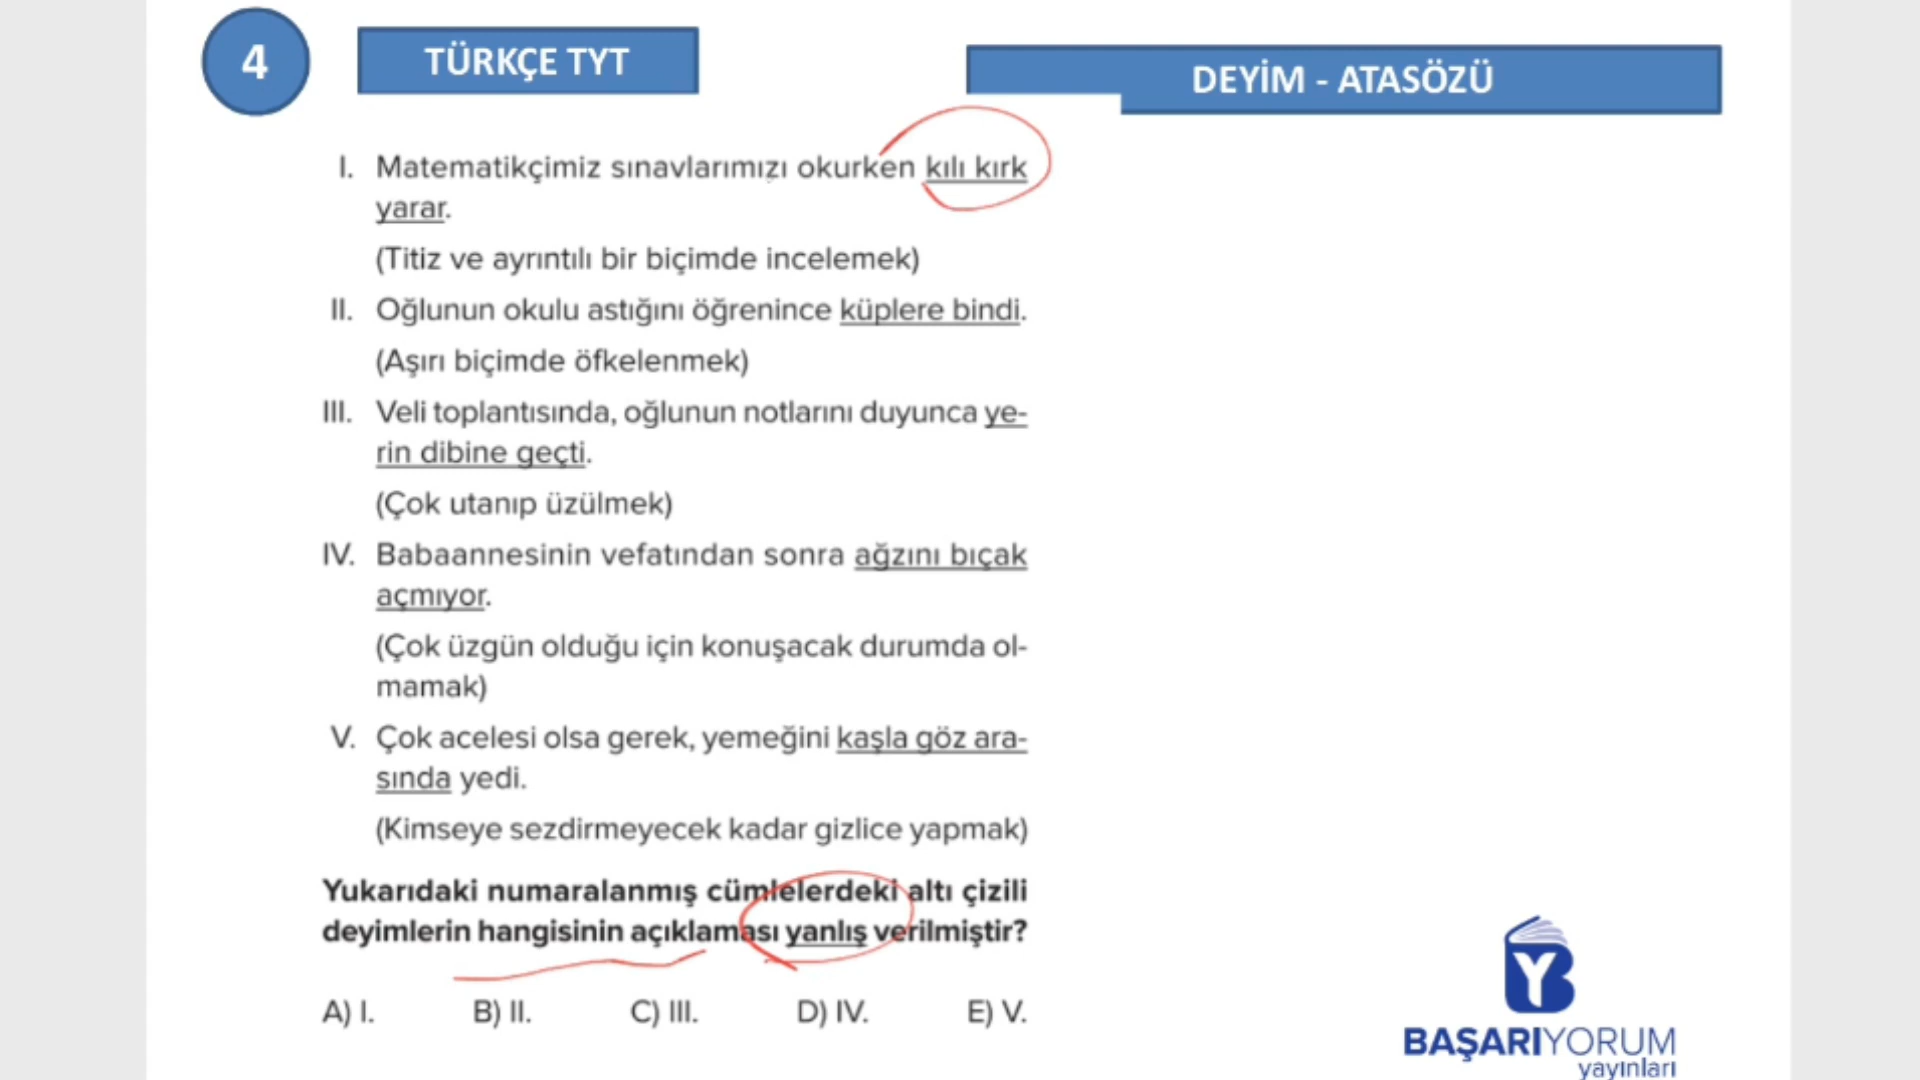 4
TÜRKÇE TYT
DEYİM - ATASÖZÜ
I. Matematikçimiz sınavlarımızı okurken kılı kırk
yarar.
(Titiz ve ayrıntılı bir biçimde incelemek)
II. Oğlunun okulu astığını öğrenince küplere bindi.
(Aşırı biçimde öfkelenmek)
III. Veli toplantısında, oğlunun notlarını duyunca ye-
rin dibine geçti.
(Çok utanıp üzülmek)
IV. Babaannesinin vefatından sonra ağzını bıçak
açmıyor.
(Çok üzgün olduğu için konuşacak durumda ol-
mamak)
V. Çok acelesi olsa gerek, yemeğini kaşla göz ara-
sında yedi.
(Kimseye sezdirmeyecek kadar gizlice yapmak)
Yukarıdaki numaralanmış cümlelerdeki altı çizili
deyimlerin hangisinin açıklaması yanlış verilmiştir?
A) I. B) II. C) III. D) IV. E) V.
BAŞARIYORUM
yayınları